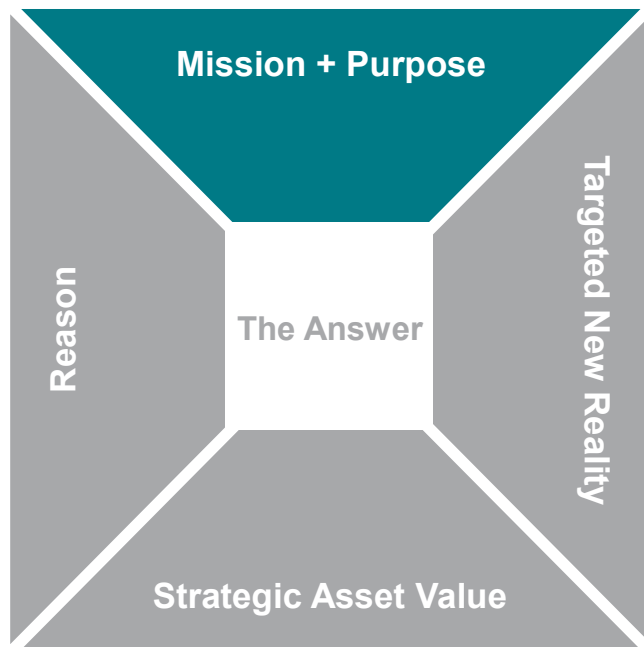 Mission + Purpose
Targeted New Reality
Reason
The Answer
Strategic Asset Value